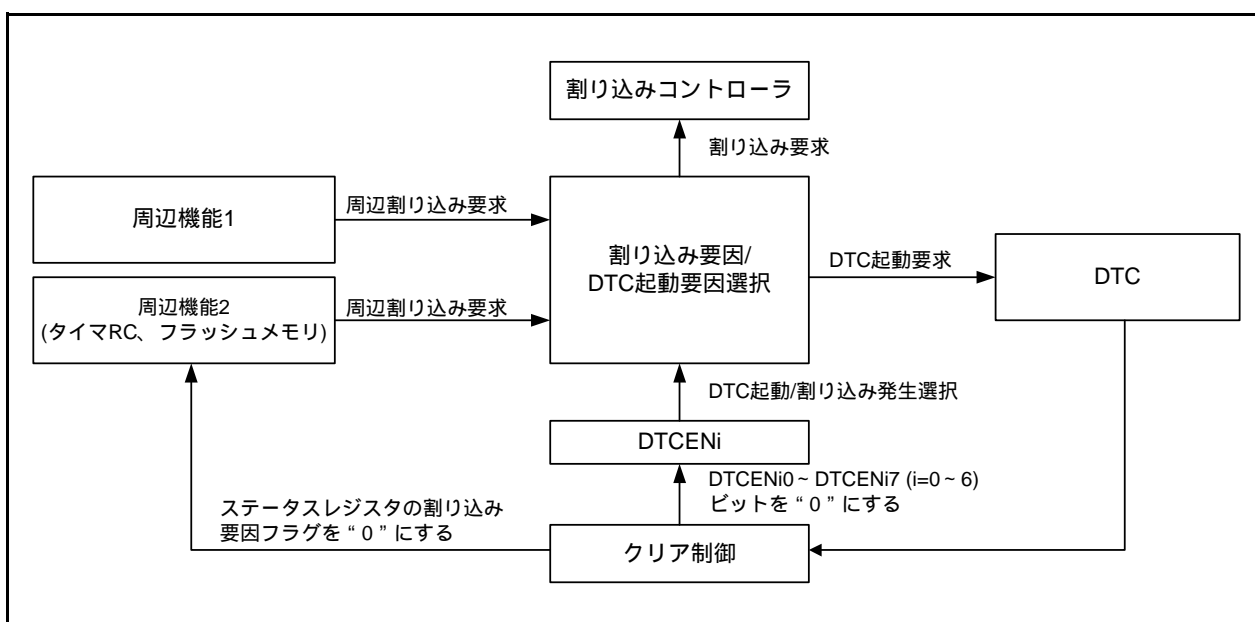 割り込みコントローラ
割り込み要求
周辺機能1
周辺割り込み要求
割り込み要因/
DTC起動要因選択
DTC起動要求
DTC
周辺機能2
(タイマRC、フラッシュメモリ)
周辺割り込み要求
DTC起動/割り込み発生選択
DTCENi
DTCENi0~DTCENi7 (i=0~6)
ビットを“0”にする
ステータスレジスタの割り込み
要因フラグを“0”にする
クリア制御